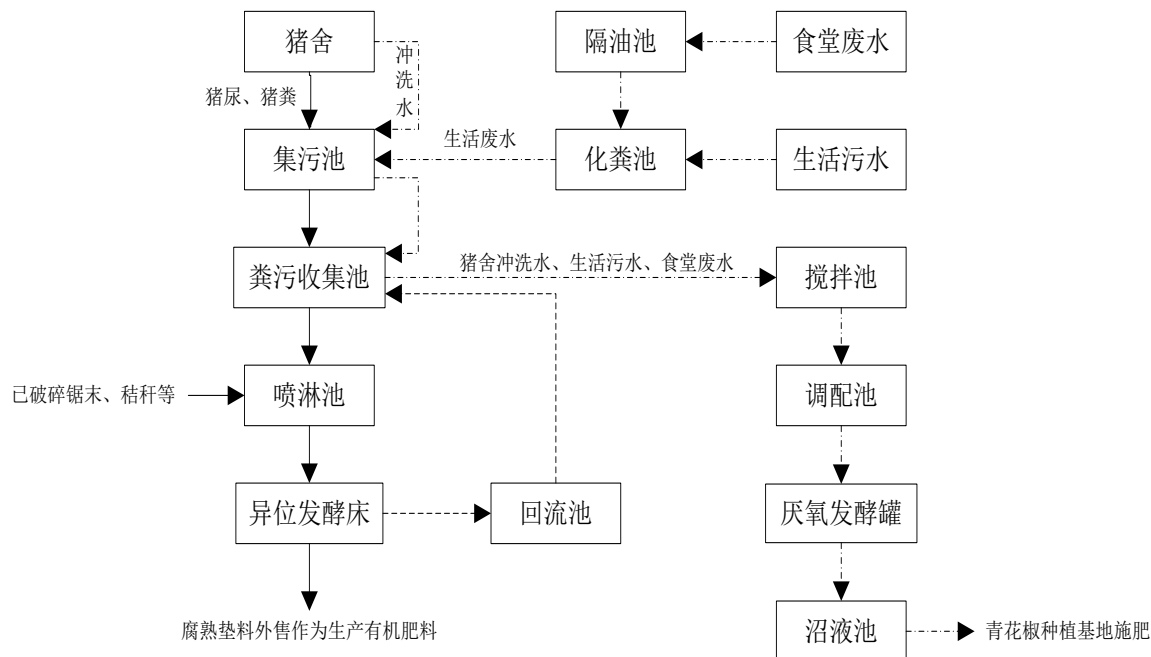 猪舍
隔油池
食堂废水
冲洗水
猪尿、猪粪
生活废水
集污池
化粪池
生活污水
猪舍冲洗水、生活污水、食堂废水
粪污收集池
搅拌池
已破碎锯末、秸秆等
喷淋池
调配池
异位发酵床
回流池
厌氧发酵罐
腐熟垫料外售作为生产有机肥料
沼液池
青花椒种植基地施肥